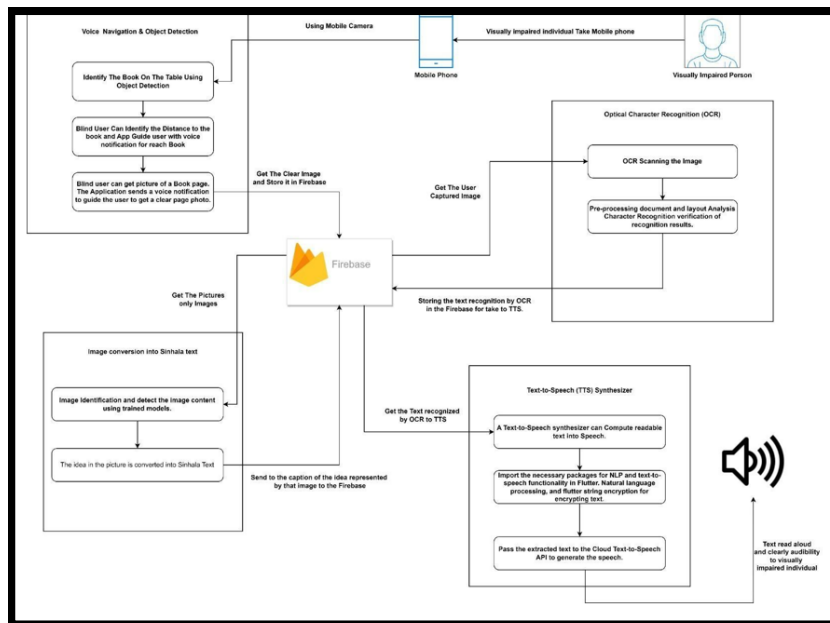 Voice Navigation & Object Detection
Using Mobile Camera
Visually Impaired individual Take Mobile phone
Mobile Phone
Visually Impaired Person
Identify The Book On The Table Using
Object Detection
Blind User Can Identify the Distance to the
book and App Guide user with voice
notification for reach Book
Blind user can get picture of a Book page.
The Application sends a voice notification
to guide the user to get a clear page photo.
Get The Clear Image
and Store it in Firebase
Get The User
Captured Image
Optical Character Recognition (OCR)
OCR Scanning the Image
Pre-processing document and layout Analysis
Character Recognition verification of
recognition results.
Firebase
Storing the text recognition by OCR
in the Firebase for take to TTS.
Get The Pictures
only Images
Image conversion into Sinhala text
Image Identification and detect the image content
using trained models.
The idea in the picture is converted into Sinhala Text
Send to the caption of the idea represented
by that image to the Firebase
Get the Text recognized
by OCR to TTS
Text-to-Speech (TTS) Synthesizer
A Text-to-Speech synthesizer can Compute readable
text Into Speech.
Import the necessary packages for NLP and text-to-
speech functionality in Flutter. Natural language
processing, and flutter string encryption for
encrypting text.
Pass the extracted text to the Cloud Text-to-Speech
API to generate the speech.
Text read aloud
and clearly audibility
to visually
impaired individual